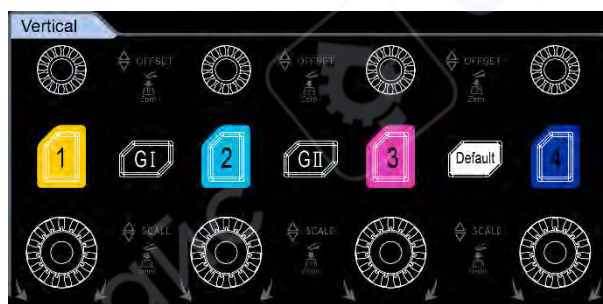 Vertical
OFFSET OFFSET OFFSET
Zero Zero Zero
1 GI 2 GII 3 Default 4
SCALE SCALE SCALE